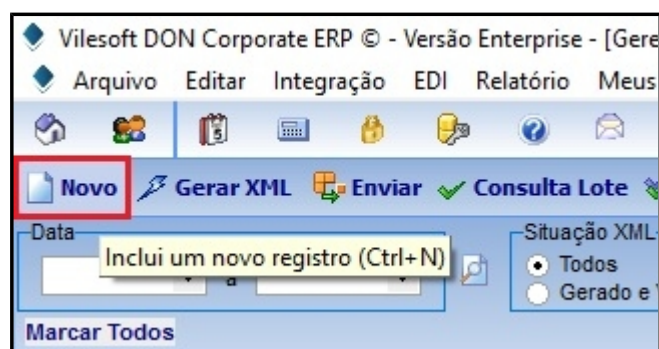 Vilesoft DON Corporate ERP © - Versão Enterprise - [Gere
Arquivo Editar Integração EDI Relatório Meus
5
Novo Gerar XML Enviar Consulta Lote
Data Situação XML
Inclui um novo registro (Ctrl+N)
a Todos
Gerado e
Marcar Todos